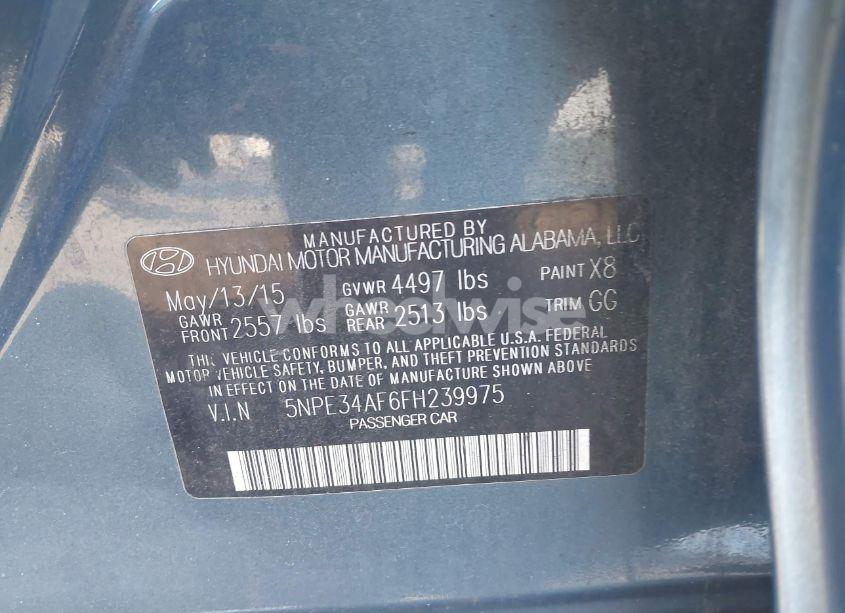 MANUFACTURED BY
HYUNDAI MOTOR MANUFACTURING ALABAMA, LLC
May/13/15 GVWR 4497 lbs PAINT X8
GAWR FRONT 2557 lbs GAWR REAR 2513 lbs TRIM GG
THIS VEHICLE CONFORMS TO ALL APPLICABLE U.S.A. FEDERAL
MOTOR VEHICLE SAFETY, BUMPER, AND THEFT PREVENTION STANDARDS
IN EFFECT ON THE DATE OF MANUFACTURE SHOWN ABOVE
V.I.N 5NPE34AF6FH239975
PASSENGER CAR
wheelwise